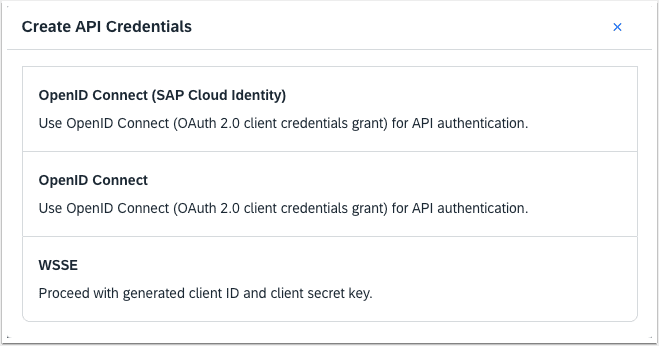 Create API Credentials
OpenID Connect (SAP Cloud Identity)
Use OpenID Connect (OAuth 2.0 client credentials grant) for API authentication.
OpenID Connect
Use OpenID Connect (OAuth 2.0 client credentials grant) for API authentication.
WSSE
Proceed with generated client ID and client secret key.